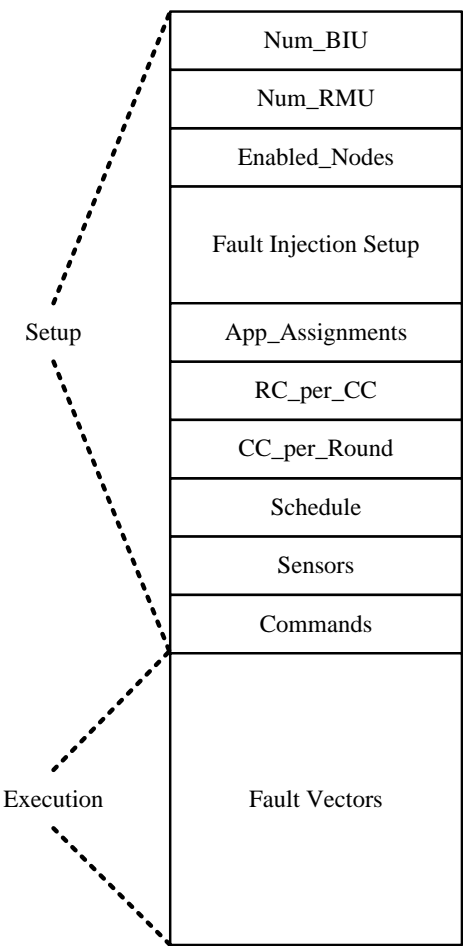 Num_BIU
Num_RMU
Enabled_Nodes
Fault Injection Setup
Setup
App_Assignments
RC_per_CC
CC_per_Round
Schedule
Sensors
Commands
Execution
Fault Vectors